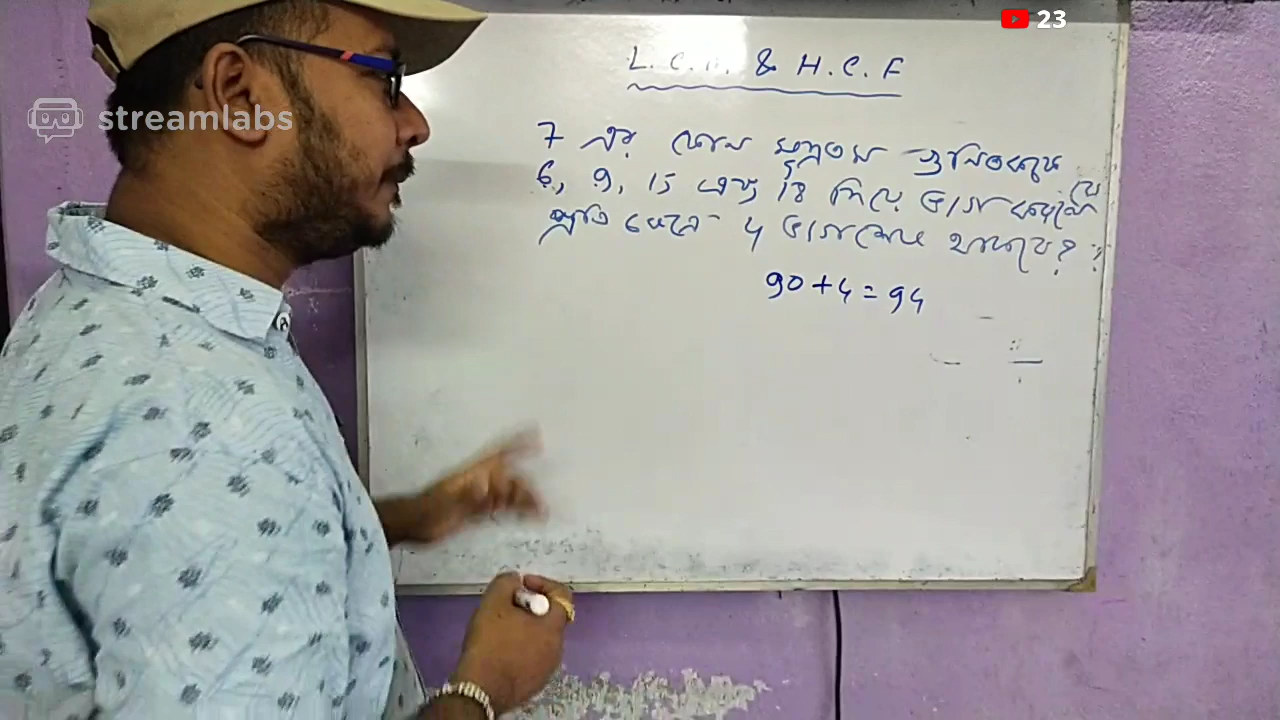 23
streamlabs
L.C.M. & H.C.F
7 এর কোন ক্ষুদ্রতম গুনিতককে
6, 9, 15 এবং 18 দিয়ে ভাগ করলে
প্রতি ক্ষেত্রে 4 ভাগশেষ থাকবে?
90+4=94